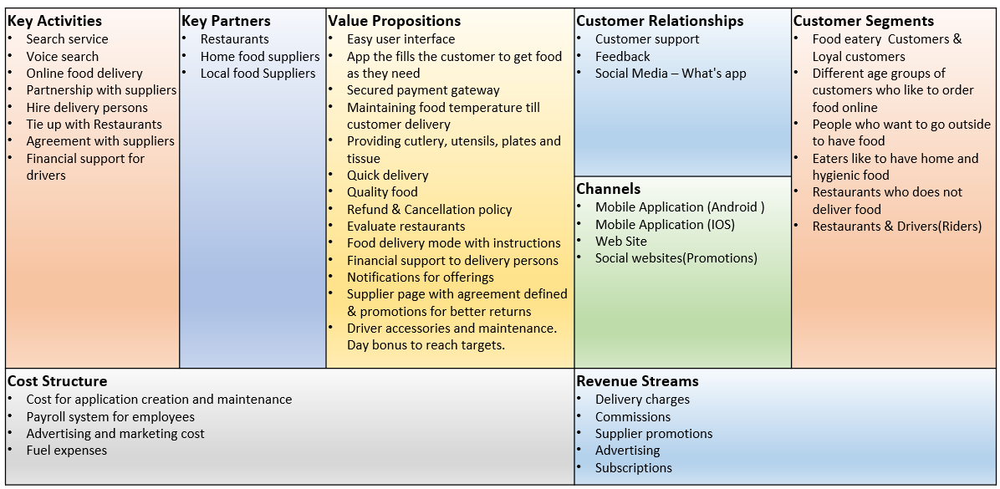 Key Activities
• Search service
• Voice search
• Online food delivery
• Partnership with suppliers
• Hire delivery persons
• Tie up with Restaurants
• Agreement with suppliers
• Financial support for
drivers
Key Partners
• Restaurants
• Home food suppliers
• Local food Suppliers
Value Propositions
• Easy user interface
• App the fills the customer to get food
as they need
• Secured payment gateway
• Maintaining food temperature till
customer delivery
• Providing cutlery, utensils, plates and
tissue
• Quick delivery
• Quality food
• Refund & Cancellation policy
• Evaluate restaurants
• Food delivery mode with instructions
• Financial support to delivery persons
• Notifications for offerings
• Supplier page with agreement defined
& promotions for better returns
• Driver accessories and maintenance.
Day bonus to reach targets.
Customer Relationships
• Customer support
• Feedback
• Social Media – What's app
Channels
• Mobile Application (Android )
• Mobile Application (IOS)
• Web Site
• Social websites(Promotions)
Customer Segments
• Food eatery Customers &
Loyal customers
• Different age groups of
customers who like to order
food online
• People who want to go outside
to have food
• Eaters like to have home and
hygienic food
• Restaurants who does not
deliver food
• Restaurants & Drivers(Riders)
Cost Structure
• Cost for application creation and maintenance
• Payroll system for employees
• Advertising and marketing cost
• Fuel expenses
Revenue Streams
• Delivery charges
• Commissions
• Supplier promotions
• Advertising
• Subscriptions